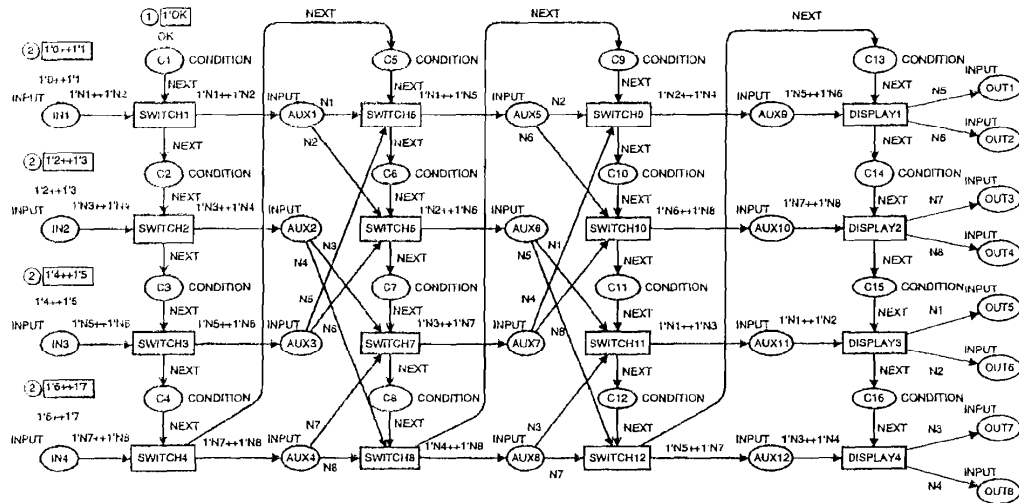 NEXT NEXT NEXT
1 1'OK
OK
2 1'0++1'1 C1 CONDITION C5 CONDITION C9 CONDITION C13 CONDITION INPUT
1'0++1'1 NEXT NEXT NEXT NEXT N5 OUT1
INPUT 1'N1++1'N2 1'N1++1'N2 INPUT N1 1'N1++1'N5 INPUT N2 1'N2++1'N4 INPUT 1'N5++1'N6 INPUT
IN1 SWITCH1 AUX1 AUX5 AUX9 DISPLAY1 N6 OUT2
NEXT N2 NEXT N6 NEXT NEXT
2 1'2++1'3 C2 CONDITION C6 CONDITION C10 CONDITION C14 CONDITION INPUT
1'2++1'3 NEXT NEXT NEXT NEXT N7 OUT3
INPUT 1'N3++1'N4 1'N3++1'N4 INPUT 1'N2++1'N6 INPUT 1'N6++1'N8 INPUT 1'N7++1'N8 INPUT
IN2 SWITCH2 AUX2 AUX6 SWITCH10 AUX10 DISPLAY2 N8 OUT4
NEXT N3 N4 NEXT N1 N5 NEXT NEXT
2 1'4++1'5 C3 CONDITION C7 CONDITION C11 CONDITION C15 CONDITION INPUT
1'4++1'5 NEXT N5 NEXT N4 NEXT NEXT N1 OUT5
INPUT 1'N5++1'N6 1'N5++1'N6 INPUT N6 1'N3++1'N7 INPUT N8 1'N1++1'N3 INPUT 1'N1++1'N2 INPUT
IN3 SWITCH3 AUX3 SWITCH7 AUX7 SWITCH11 AUX11 DISPLAY3 N2 OUT6
NEXT NEXT NEXT NEXT
2 1'6++1'7 C4 CONDITION C8 CONDITION C12 CONDITION C16 CONDITION INPUT
1'6++1'7 NEXT N7 NEXT N3 NEXT NEXT N3 OUT7
INPUT 1'N7++1'N8 1'N7++1'N8 INPUT 1'N4++1'N8 INPUT 1'N5++1'N7 INPUT 1'N3++1'N4 INPUT
IN4 SWITCH4 AUX4 N8 SWITCH8 AUX8 N7 SWITCH12 AUX12 DISPLAY4 N4 OUT8